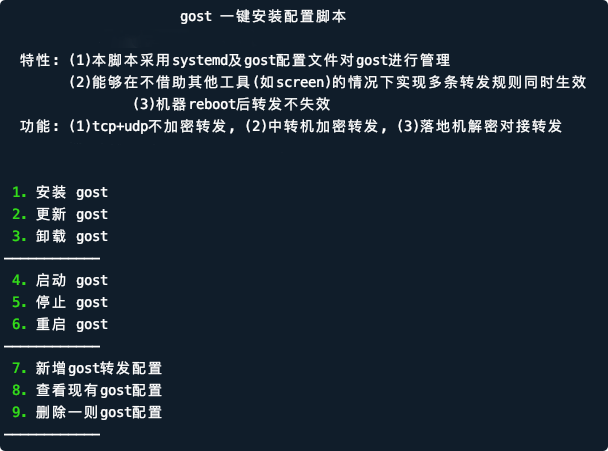 gost 一键安装配置脚本
特性: (1)本脚本采用systemd及gost配置文件对gost进行管理
(2)能够在不借助其他工具(如screen)的情况下实现多条转发规则同时生效
(3)机器reboot后转发不失效
功能: (1)tcp+udp不加密转发, (2)中转机加密转发, (3)落地机解密对接转发
1. 安装 gost
2. 更新 gost
3. 卸载 gost
————————————
4. 启动 gost
5. 停止 gost
6. 重启 gost
————————————
7. 新增gost转发配置
8. 查看现有gost配置
9. 删除一则gost配置
————————————